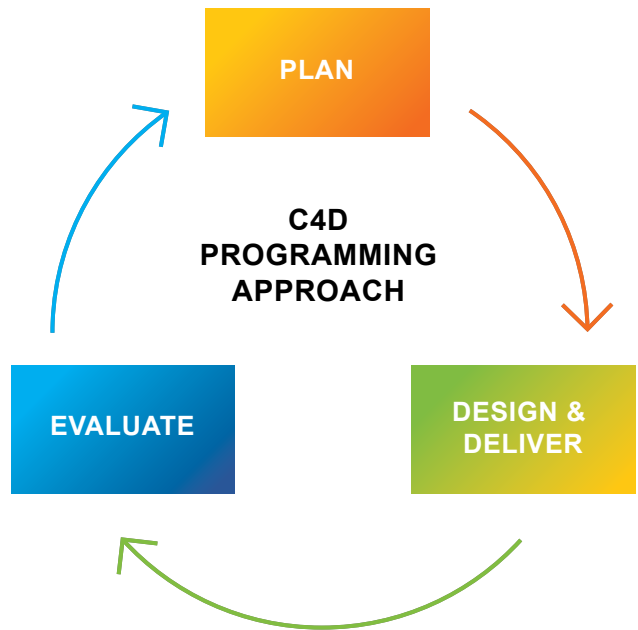 PLAN
C4D
PROGRAMMING
APPROACH
EVALUATE
DESIGN &
DELIVER